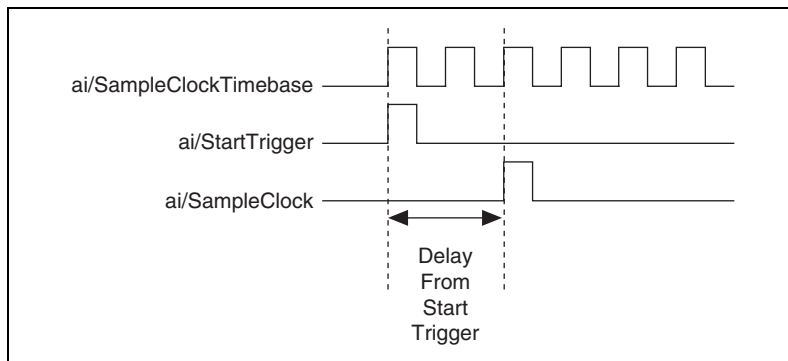 ai/SampleClockTimebase
ai/StartTrigger
ai/SampleClock
Delay
From
Start
Trigger